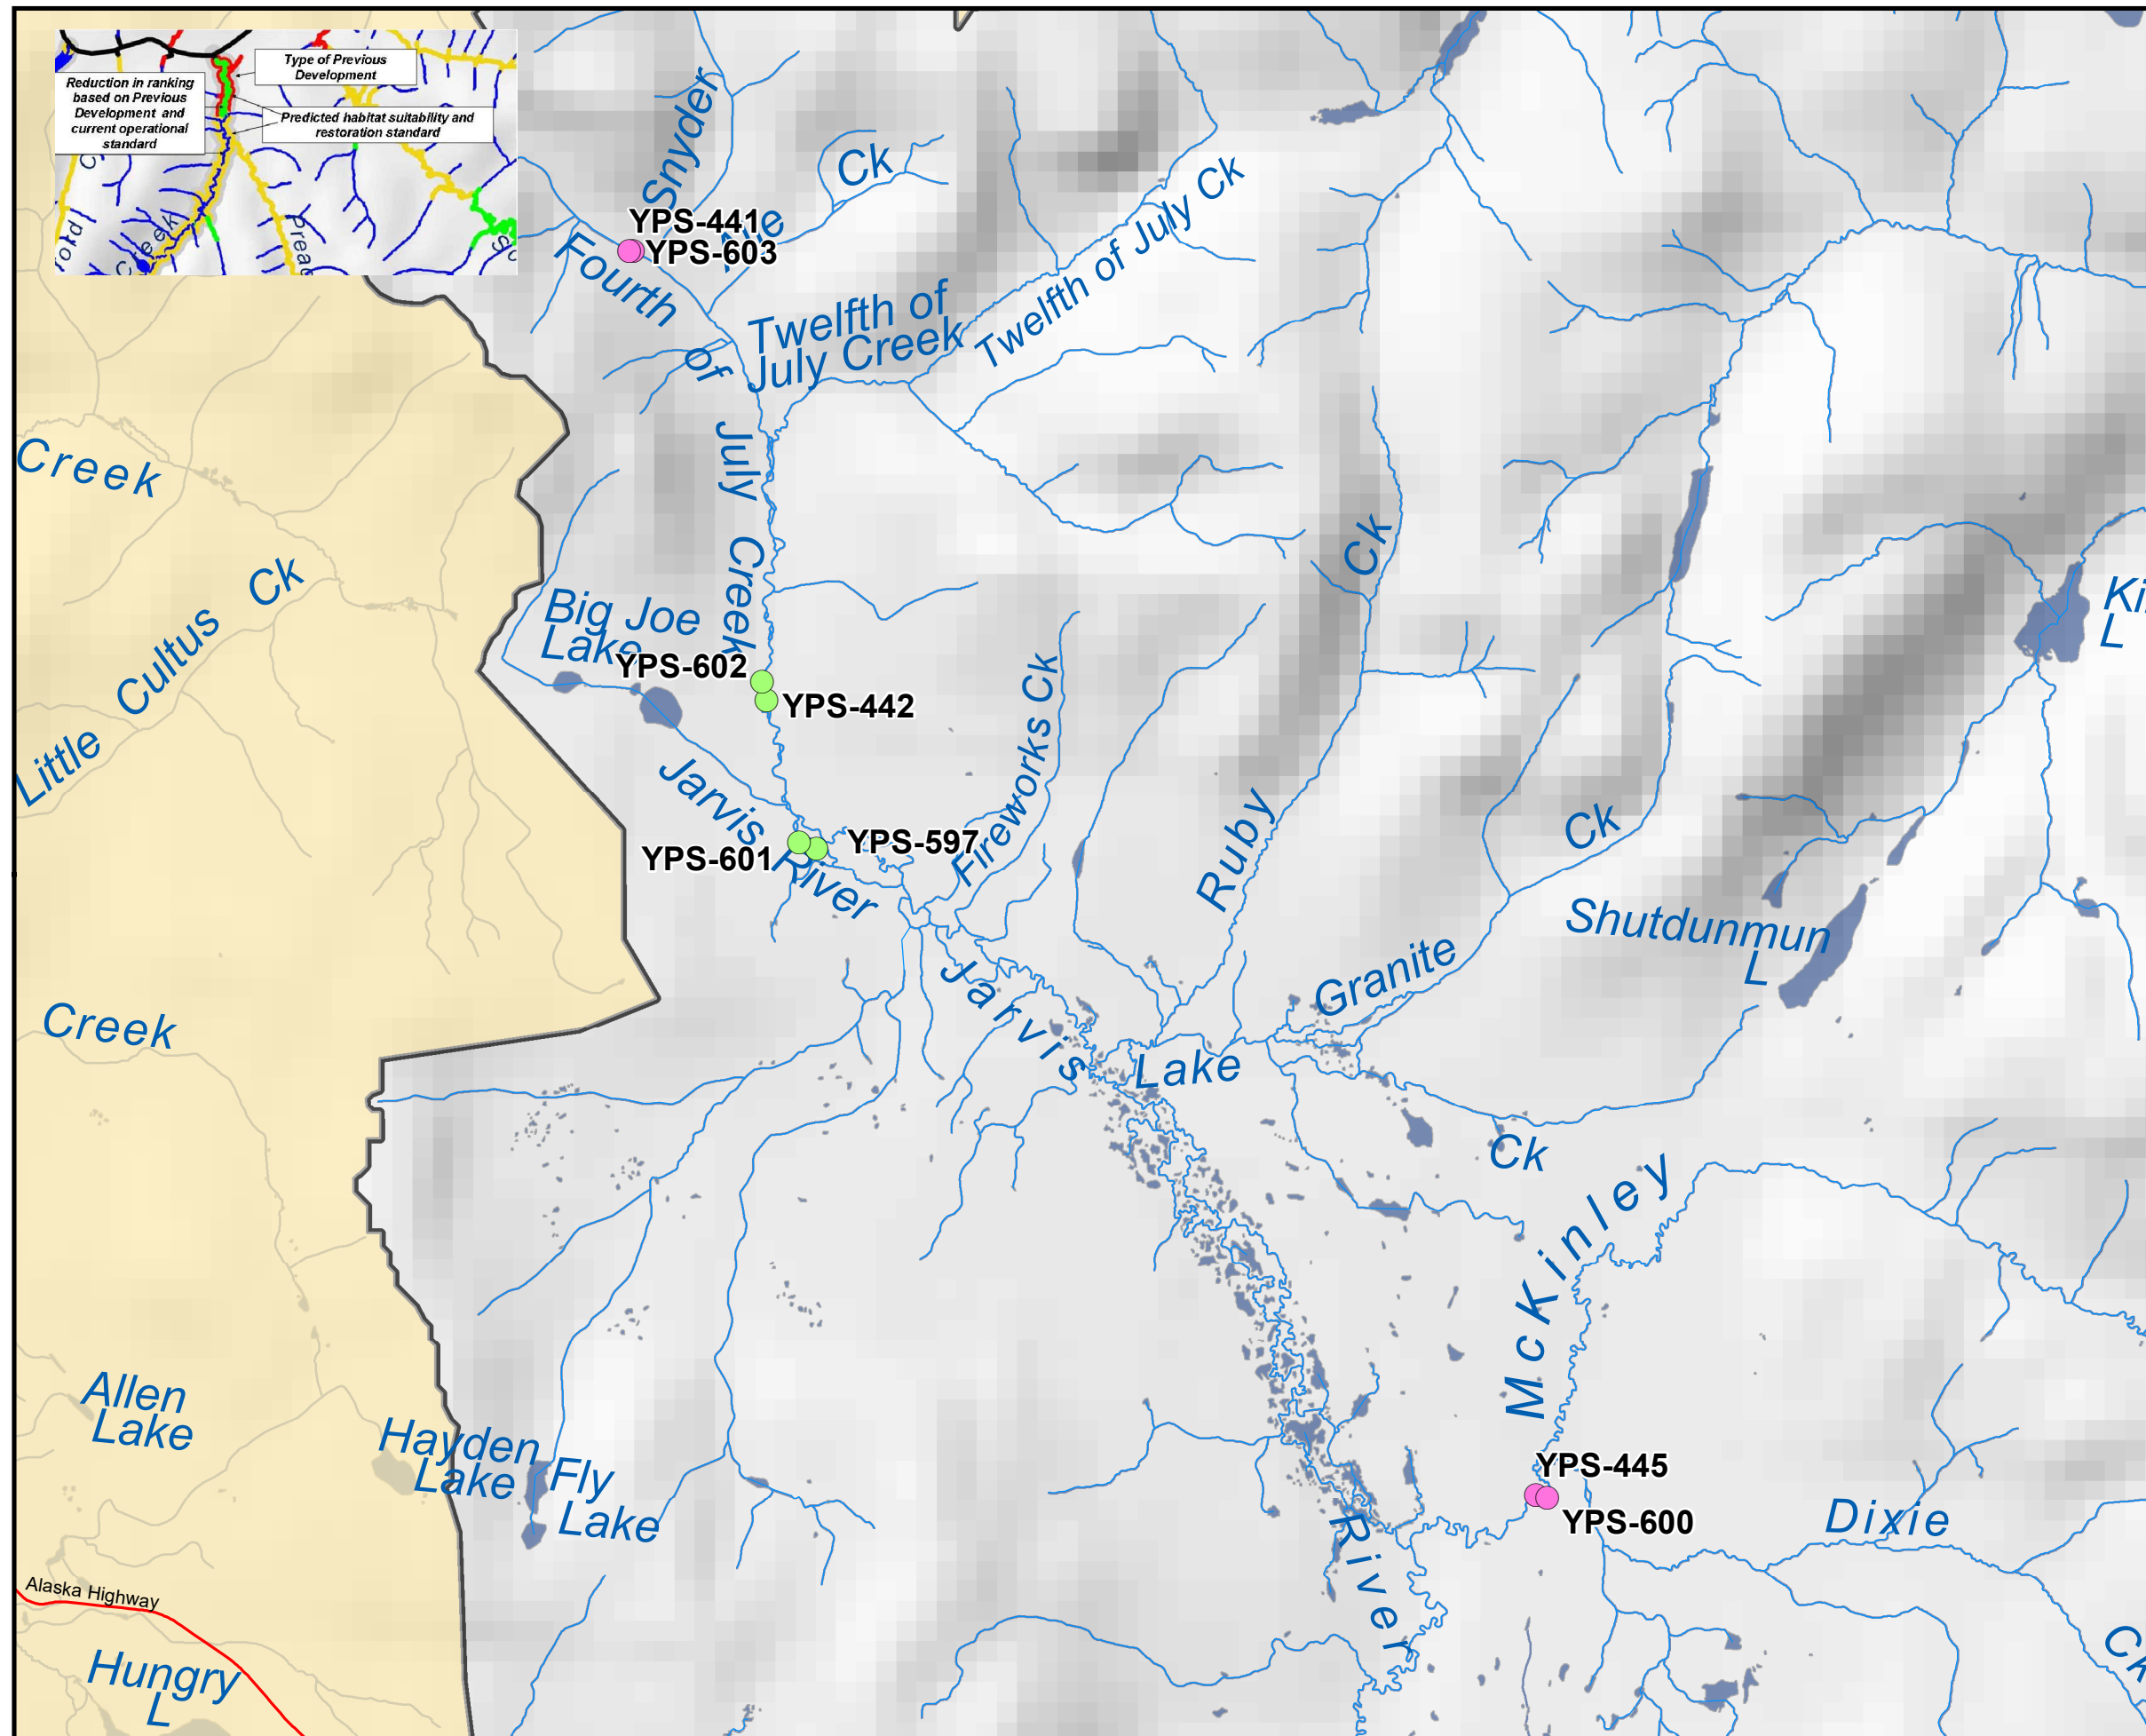 Type of Previous
Development
Reduction in ranking
based on Previous
Development and
current operational
standard
Predicted habitat suitability and
restoration standard
Creek
Snyder
Ck
YPS-441
YPS-603
Fourth
of
July
Creek
Twelfth of
July Creek
Twelfth of July Ck
Creek
Little Cultus Ck
Big Joe
Lake
YPS-602
YPS-442
Fireworks Ck
Ruby
Ck
Jarvis
River
YPS-601
YPS-597
Granite
Ck
Shutdunmun
L
L
Creek
Jarvis
Lake
Ck
McKinley
Allen
Lake
Hayden
Lake
Fly
Lake
YPS-445
YPS-600
River
Dixie
Ck
Alaska Highway
Hungry
L